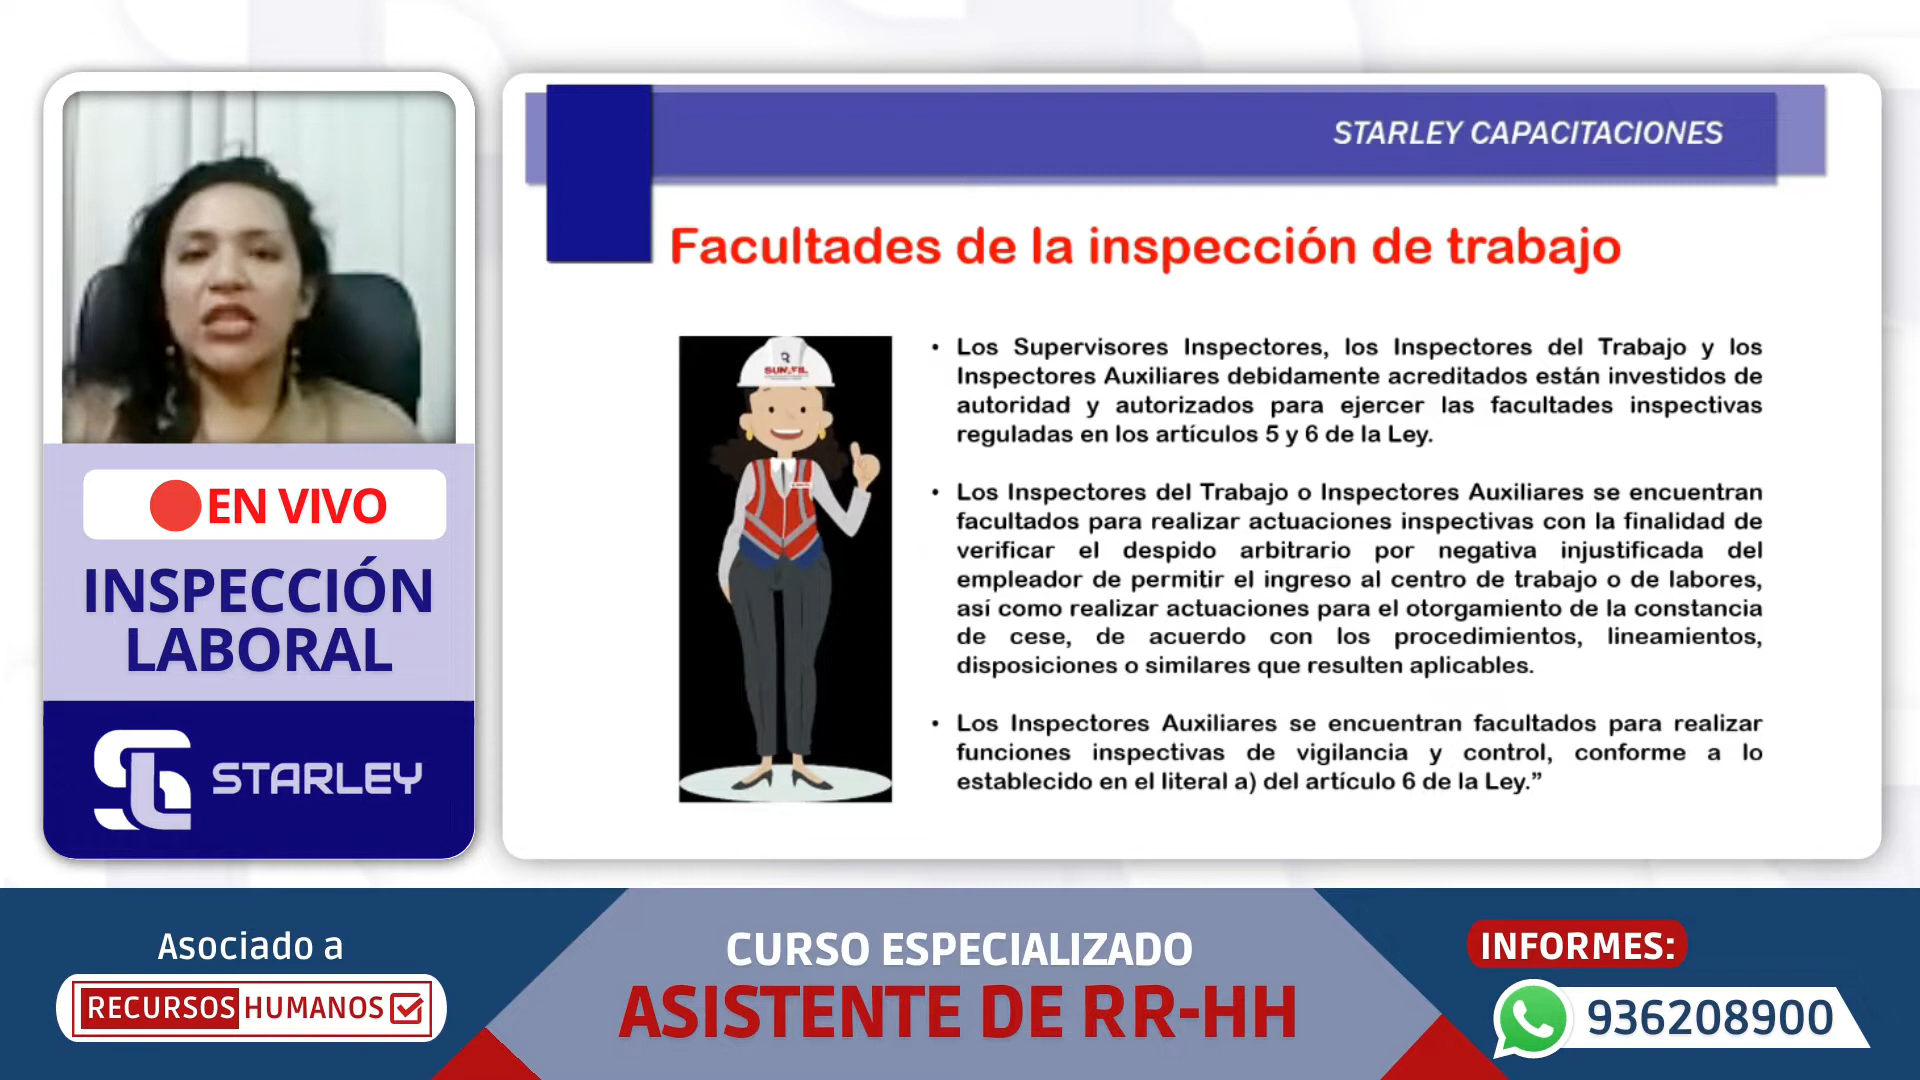 STARLEY CAPACITACIONES
Facultades de la inspección de trabajo
SUNAFIL
• Los Supervisores Inspectores, los Inspectores del Trabajo y los
Inspectores Auxiliares debidamente acreditados están investidos de
autoridad y autorizados para ejercer las facultades inspectivas
reguladas en los artículos 5 y 6 de la Ley.
• Los Inspectores del Trabajo o Inspectores Auxiliares se encuentran
facultados para realizar actuaciones inspectivas con la finalidad de
verificar el despido arbitrario por negativa injustificada del
empleador de permitir el ingreso al centro de trabajo o de labores,
así como realizar actuaciones para el otorgamiento de la constancia
de cese, de acuerdo con los procedimientos, lineamientos,
disposiciones o similares que resulten aplicables.
• Los Inspectores Auxiliares se encuentran facultados para realizar
funciones inspectivas de vigilancia y control, conforme a lo
establecido en el literal a) del artículo 6 de la Ley.”
EN VIVO
INSPECCIÓN
LABORAL
STARLEY
Asociado a
RECURSOS HUMANOS
CURSO ESPECIALIZADO
ASISTENTE DE RR-HH
INFORMES:
936208900